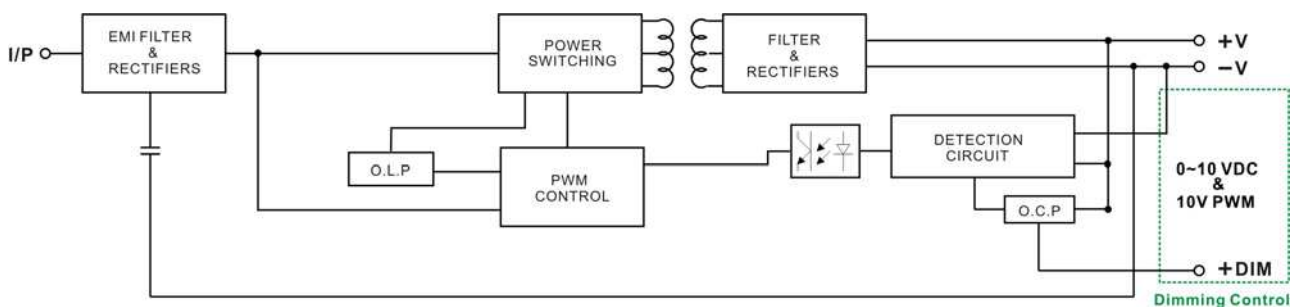 I/P
EMI FILTER
&
RECTIFIERS
POWER
SWITCHING
FILTER
&
RECTIFIERS
+V
−V
O.L.P
PWM
CONTROL
DETECTION
CIRCUIT
O.C.P
0~10 VDC
&
10V PWM
+DIM
Dimming Control